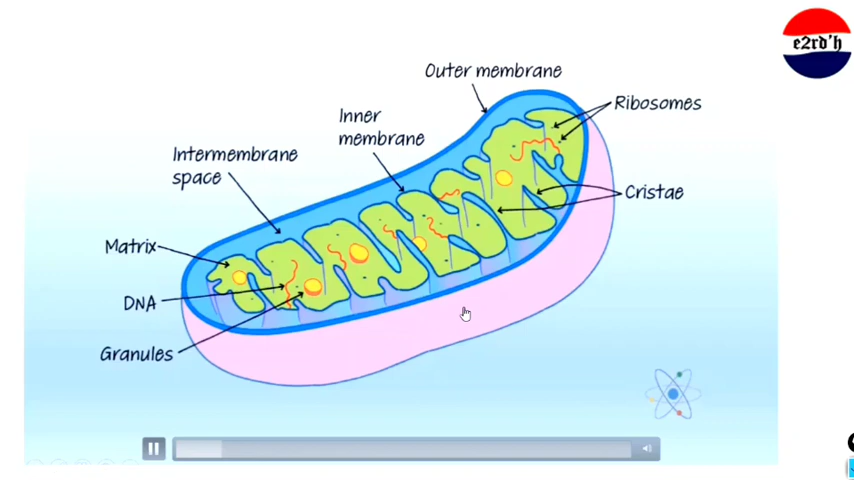 e2rd'h
Outer membrane
Ribosomes
Inner
membrane
Intermembrane
space
Cristae
Matrix
DNA
Granules